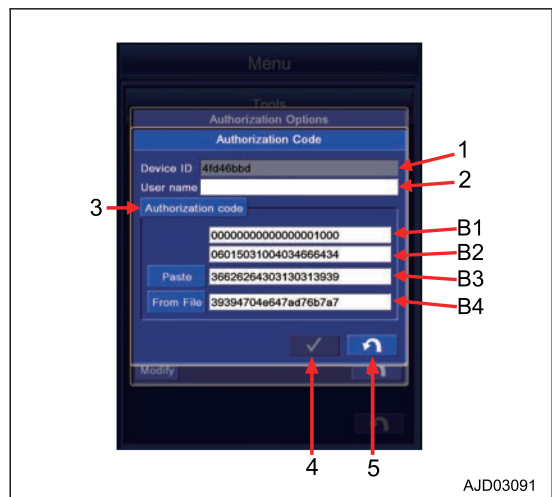 Menu
Tools
Authorization Options
Authorization Code
Device ID 4fd46bbd
1
User name
2
3
Authorization code
00000000000000001000
B1
06015031004034666434
B2
Paste 36626264303130313939
B3
From File 39394704e647ad76b7a7
B4
Modify
4
5
AJD03091